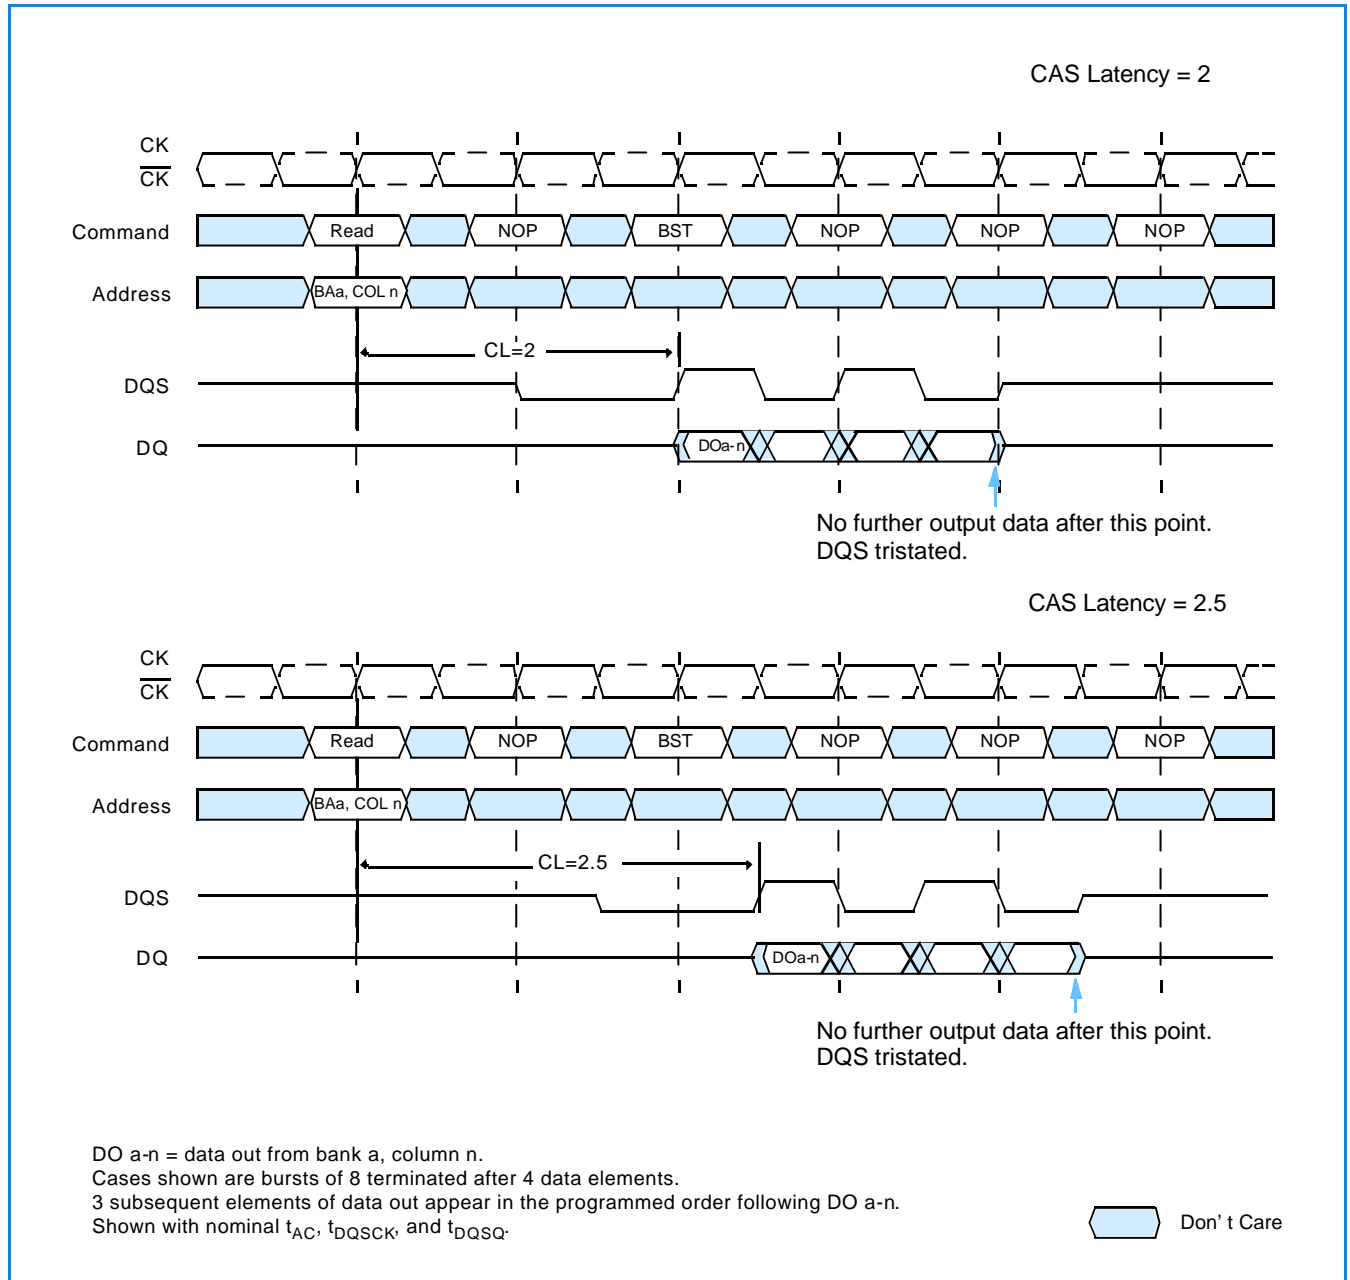 CAS Latency = 2
CK
CK
Command
Read
NOP
BST
NOP
NOP
NOP
Address
BAa, COL n
CL=2
DQS
DQ
DOa-n
No further output data after this point.
DQS tristated.
CAS Latency = 2.5
CK
CK
Command
Read
NOP
BST
NOP
NOP
NOP
Address
BAa, COL n
CL=2.5
DQS
DQ
DOa-n
No further output data after this point.
DQS tristated.
DO a-n = data out from bank a, column n.
Cases shown are bursts of 8 terminated after 4 data elements.
3 subsequent elements of data out appear in the programmed order following DO a-n.
Shown with nominal tAC, tDQSCK, and tDQSQ.
Don' t Care